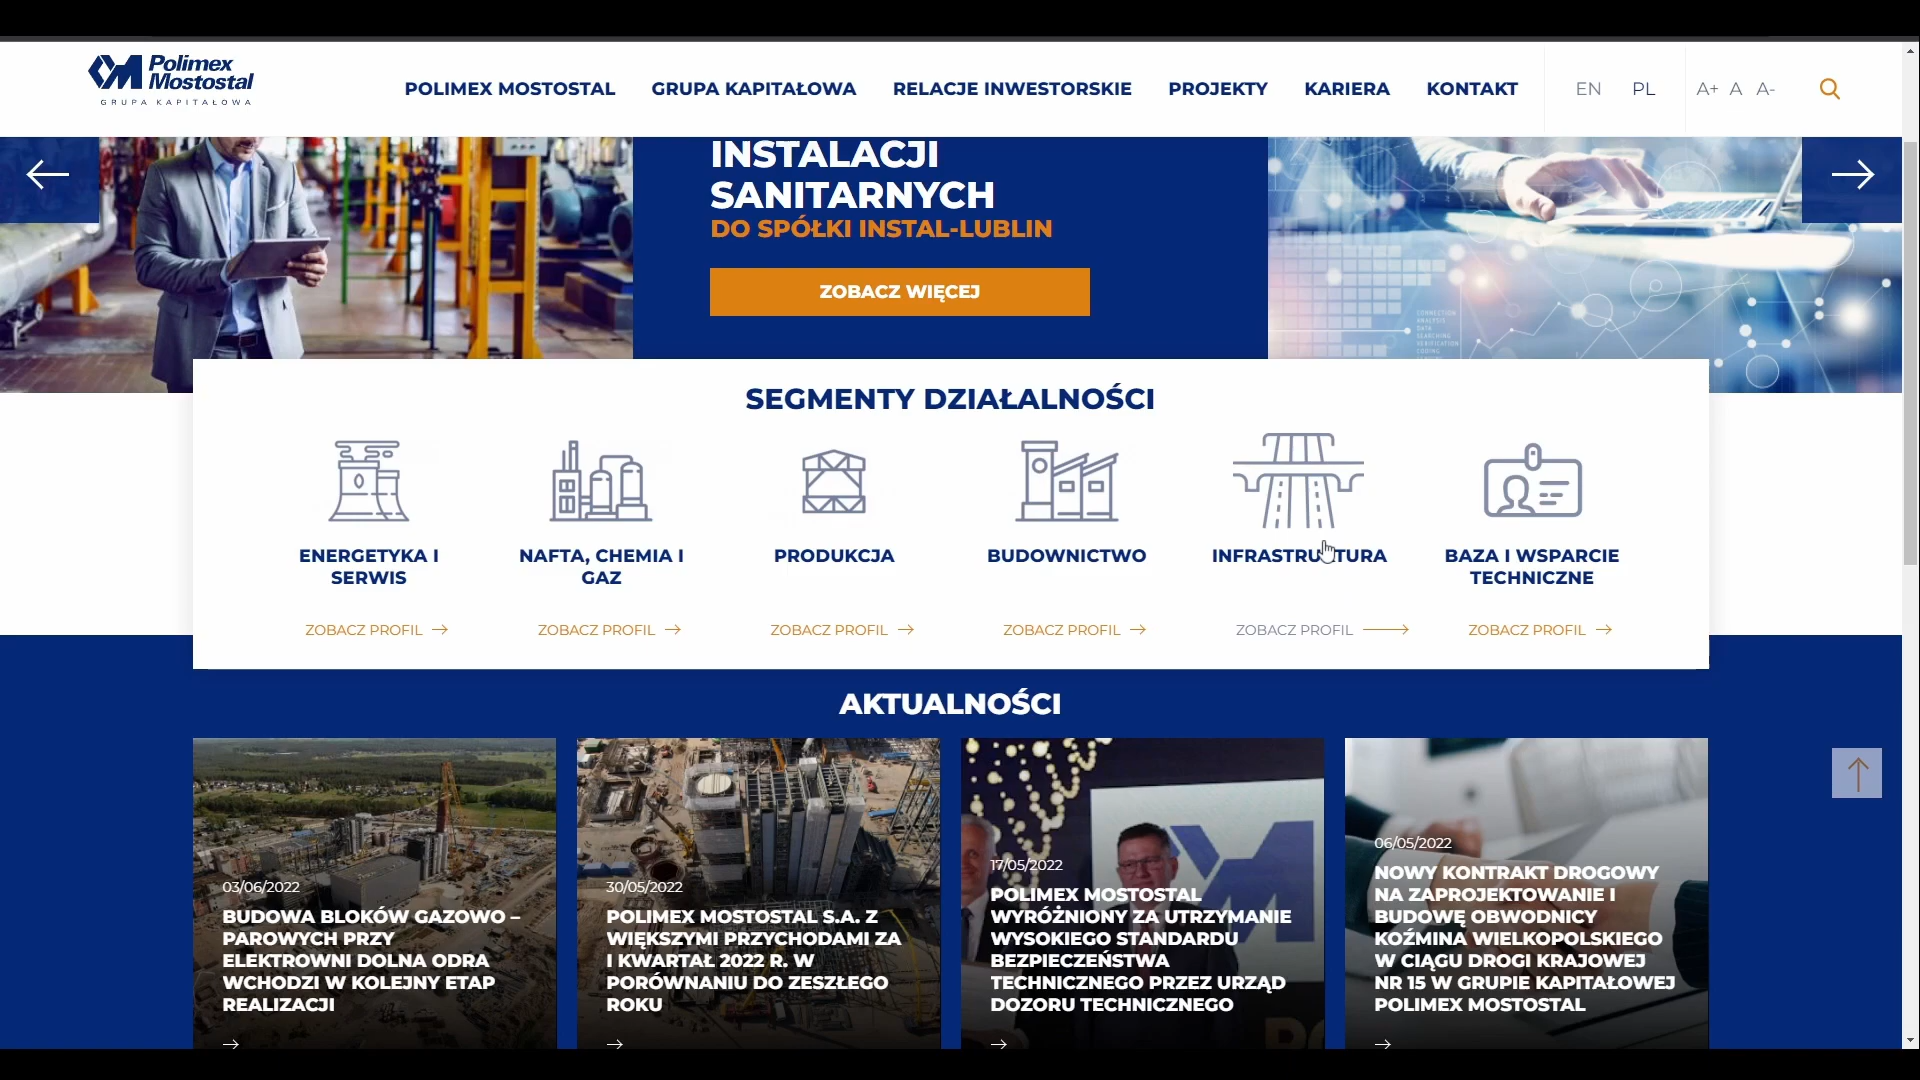 Polimex
Mostostal
GRUPA KAPITAŁOWA
POLIMEX MOSTOSTAL
GRUPA KAPITAŁOWA
RELACJE INWESTORSKIE
PROJEKTY
KARIERA
KONTAKT
EN
PL
A+ A A-
INSTALACJI
SANITARNYCH
DO SPÓŁKI INSTAL-LUBLIN
ZOBACZ WIĘCEJ
CONNECTION
ANALYSIS
DATA
SEARCHING
VERIFICATION
CODING
SEGMENTY DZIAŁALNOŚCI
ENERGETYKA I
SERWIS
ZOBACZ PROFIL
NAFTA, CHEMIA I
GAZ
ZOBACZ PROFIL
PRODUKCJA
ZOBACZ PROFIL
BUDOWNICTWO
ZOBACZ PROFIL
INFRASTRUKTURA
ZOBACZ PROFIL
BAZA I WSPARCIE
TECHNICZNE
ZOBACZ PROFIL
AKTUALNOŚCI
03/06/2022
BUDOWA BLOKÓW GAZOWO –
PAROWYCH PRZY
ELEKTROWNI DOLNA ODRA
WCHODZI W KOLEJNY ETAP
REALIZACJI
30/05/2022
POLIMEX MOSTOSTAL S.A. Z
WIĘKSZYMI PRZYCHODAMI ZA
I KWARTAŁ 2022 R. W
PORÓWNANIU DO ZESZŁEGO
ROKU
17/05/2022
POLIMEX MOSTOSTAL
WYRÓŻNIONY ZA UTRZYMANIE
WYSOKIEGO STANDARDU
BEZPIECZEŃSTWA
TECHNICZNEGO PRZEZ URZĄD
DOZORU TECHNICZNEGO
06/05/2022
NOWY KONTRAKT DROGOWY
NA ZAPROJEKTOWANIE I
BUDOWĘ OBWODNICY
KOŹMINA WIELKOPOLSKIEGO
W CIĄGU DROGI KRAJOWEJ
NR 15 W GRUPIE KAPITAŁOWEJ
POLIMEX MOSTOSTAL